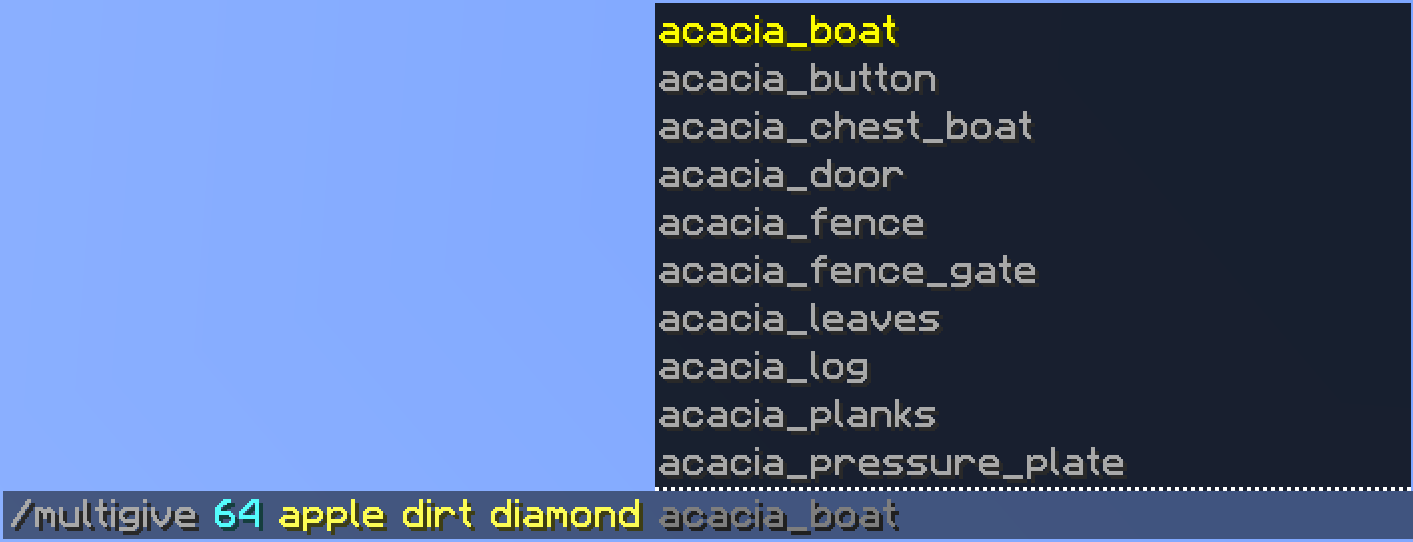 acacia_boat
acacia_button
acacia_chest_boat
acacia_door
acacia_fence
acacia_fence_gate
acacia_leaves
acacia_log
acacia_planks
acacia_pressure_plate
/multigive 64 apple dirt diamond acacia_boat